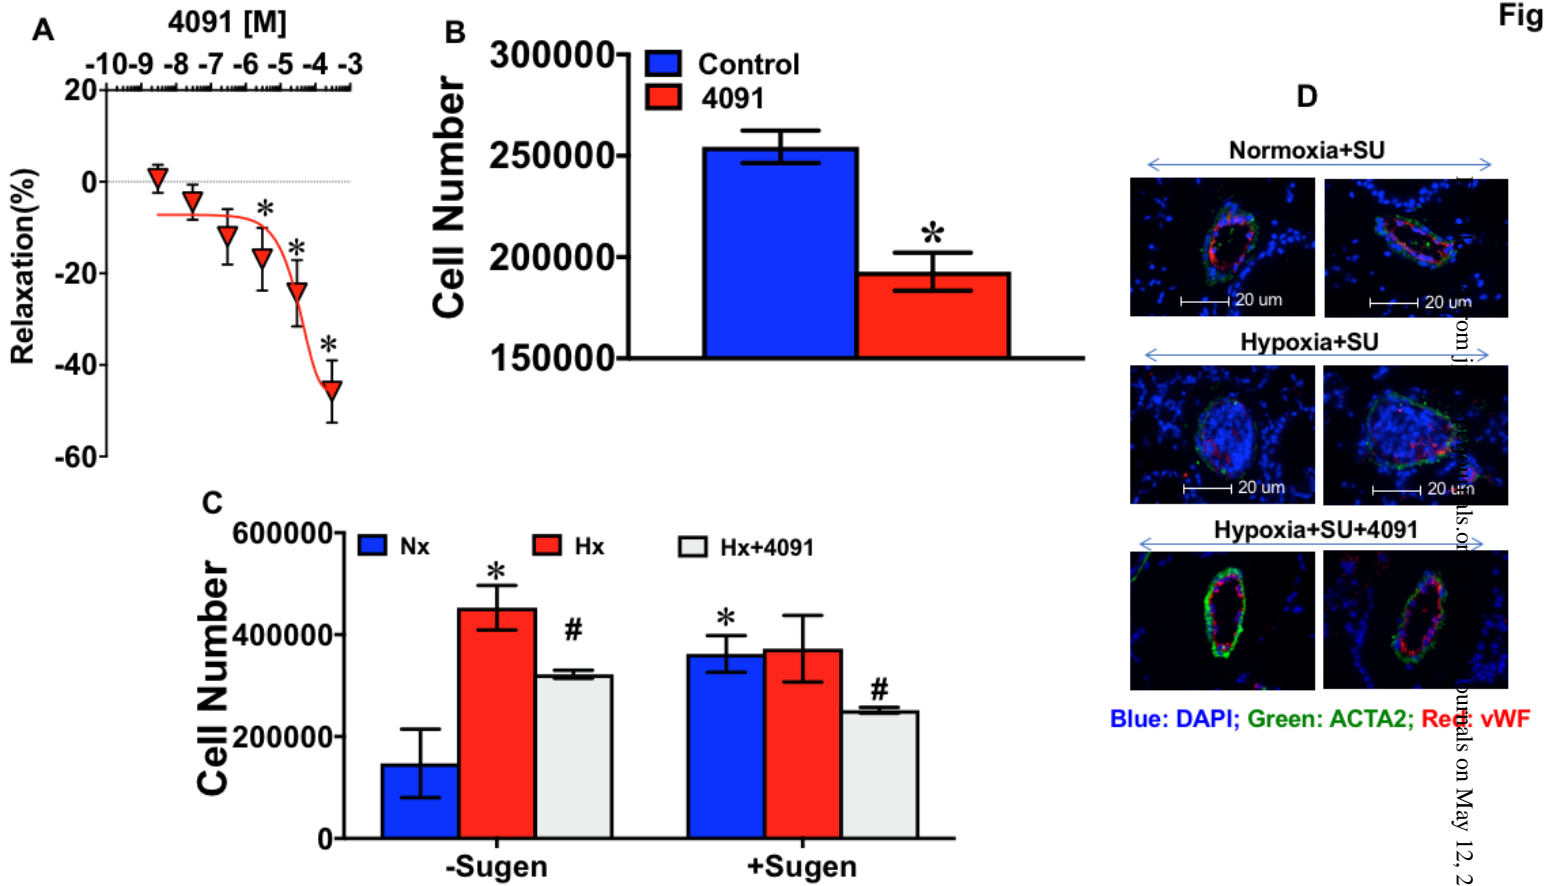 Fig
A
4091 [M]
-10 -9 -8 -7 -6 -5 -4 -3
20
0
-20
-40
-60
Relaxation(%)
*
*
*
B
300000
250000
200000
150000
Cell Number
Control
4091
*
C
600000
400000
200000
0
Cell Number
Nx Hx Hx+4091
*
#
*
#
-Sugen +Sugen
D
Normoxia+SU
20 um 20 um
Hypoxia+SU
20 um 20 um
Hypoxia+SU+4091
Blue: DAPI; Green: ACTA2; Red: vWF
ournals on May 12, 2